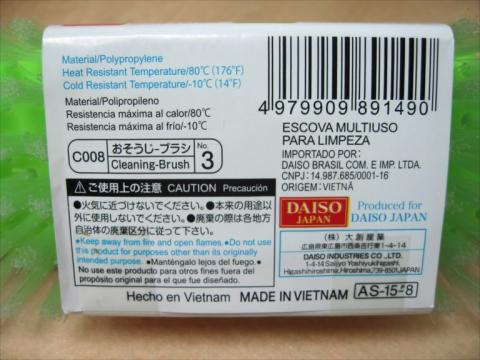 Material/Polypropylene
Heat Resistant Temperature/80℃(176°F)
Cold Resistant Temperature/-10℃(14°F)
Material/Polipropileno
Resistencia máxima al calor/80℃
Resistencia máxima al frío/-10℃
C008
おそうじ-ブラシ
Cleaning-Brush
No.
3
4 979909 891490
ESCOVA MULTIUSO
PARA LIMPEZA
IMPORTADO POR:
DAISO BRASIL COM. E IMP. LTDA.
CNPJ: 14.987.685/0001-16
ORIGEM: VIETNÃ
ご使用上の注意 CAUTION Precaución
●火気に近づけないでください。●本来の用途以
外に使用しないでください。●廃棄の際は各地方
自治体の廃棄区分に従って下さい。
●Keep away from fire and open flames. ●Do not use
this product for purposes other than its originally
intended purpose. ●Manténgalo lejos del fuego. ●
No use este producto para otros fines fuera del
propósito original para el que fue diseñado.
DAISO
JAPAN
Produced for
DAISO JAPAN
(株)大創産業
広島県東広島市西条吉行東1-4-14
DAISO INDUSTRIES CO .,LTD.
1-4-14 Saijyo Yoshiyukihigashi,
Higashihiroshima,Hiroshima,739-8501JAPAN
Hecho en Vietnam MADE IN VIETNAM